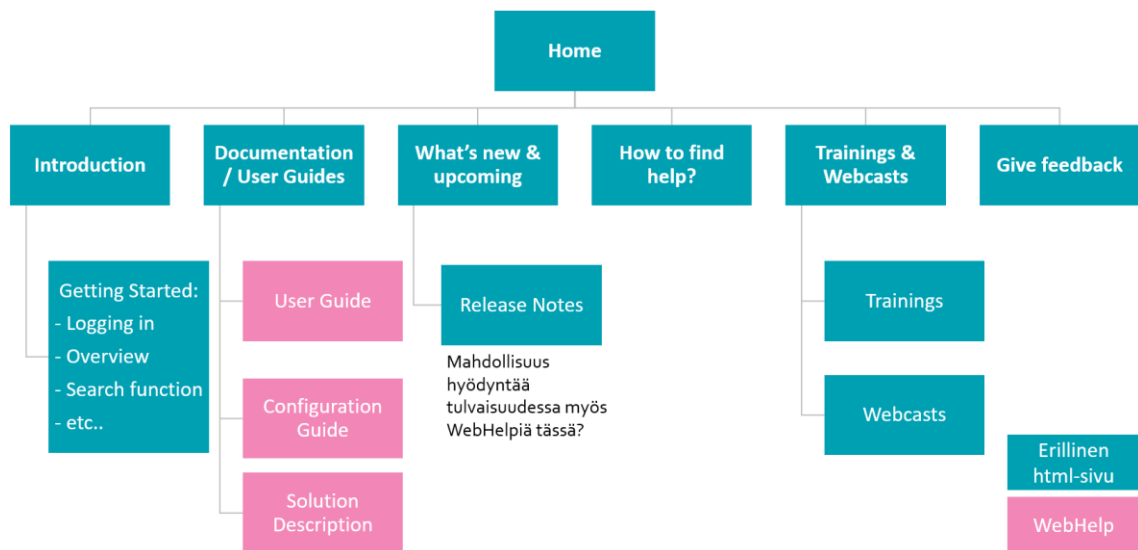 Home
Introduction
Documentation
/ User Guides
What's new &
upcoming
How to find
help?
Trainings &
Webcasts
Give feedback
Getting Started:
- Logging in
- Overview
- Search function
- etc..
User Guide
Configuration
Guide
Solution
Description
Release Notes
Mahdollisuus
hyödyntää
tulvaisuudessa myös
WebHelpiä tässä?
Trainings
Webcasts
Erillinen
html-sivu
WebHelp